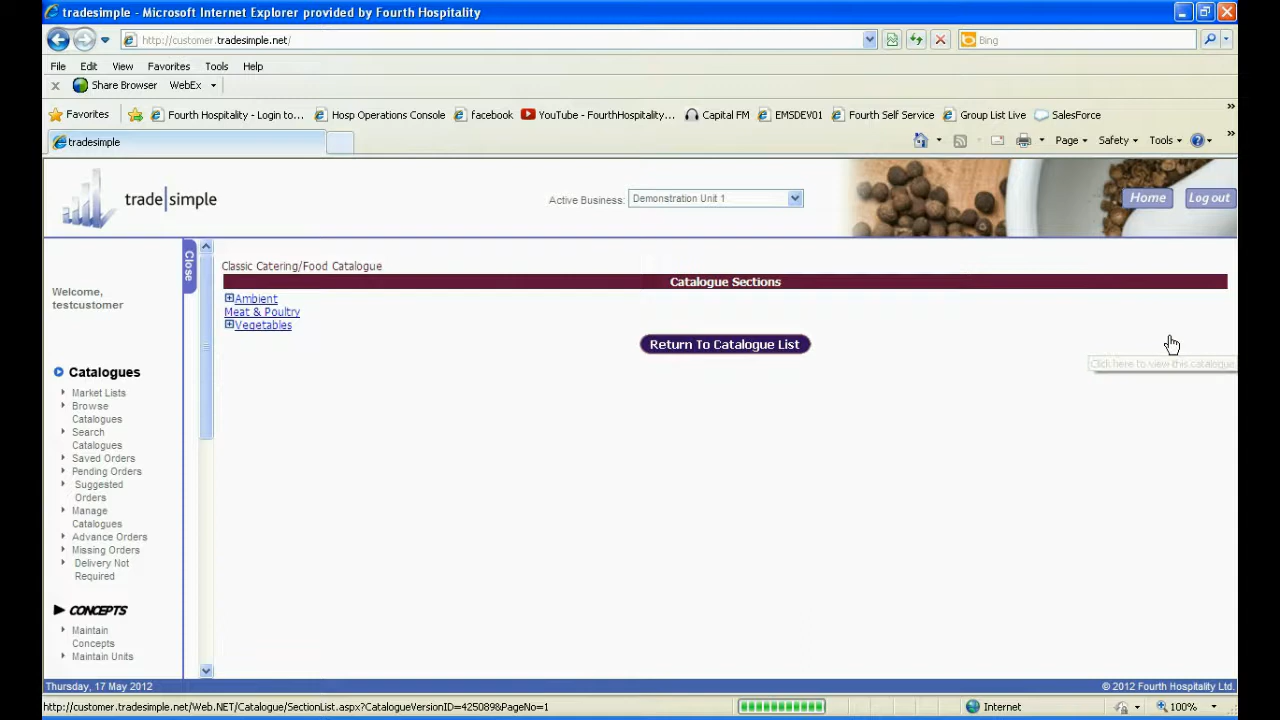 tradesimple - Microsoft Internet Explorer provided by Fourth Hospitality
http://customer.tradesimple.net/
Bing
File Edit View Favorites Tools Help
Share Browser WebEx
Favorites Fourth Hospitality - Login to... Hosp Operations Console facebook YouTube - FourthHospitality... Capital FM EMSDEV01 Fourth Self Service Group List Live SalesForce
tradesimple Page Safety Tools
trade|simple
Active Business: Demonstration Unit 1
Home Log out
Close
Welcome,
testcustomer
Catalogues
Market Lists
Browse
Catalogues
Search
Catalogues
Saved Orders
Pending Orders
Suggested
Orders
Manage
Catalogues
Advance Orders
Missing Orders
Delivery Not
Required
CONCEPTS
Maintain
Concepts
Maintain Units
Classic Catering/Food Catalogue
Catalogue Sections
Ambient
Meat & Poultry
Vegetables
Return To Catalogue List
Click here to view this catalogue
Thursday, 17 May 2012 © 2012 Fourth Hospitality Ltd.
http://customer.tradesimple.net/Web.NET/Catalogue/SectionList.aspx?CatalogueVersionID=425089&PageNo=1 Internet 100%